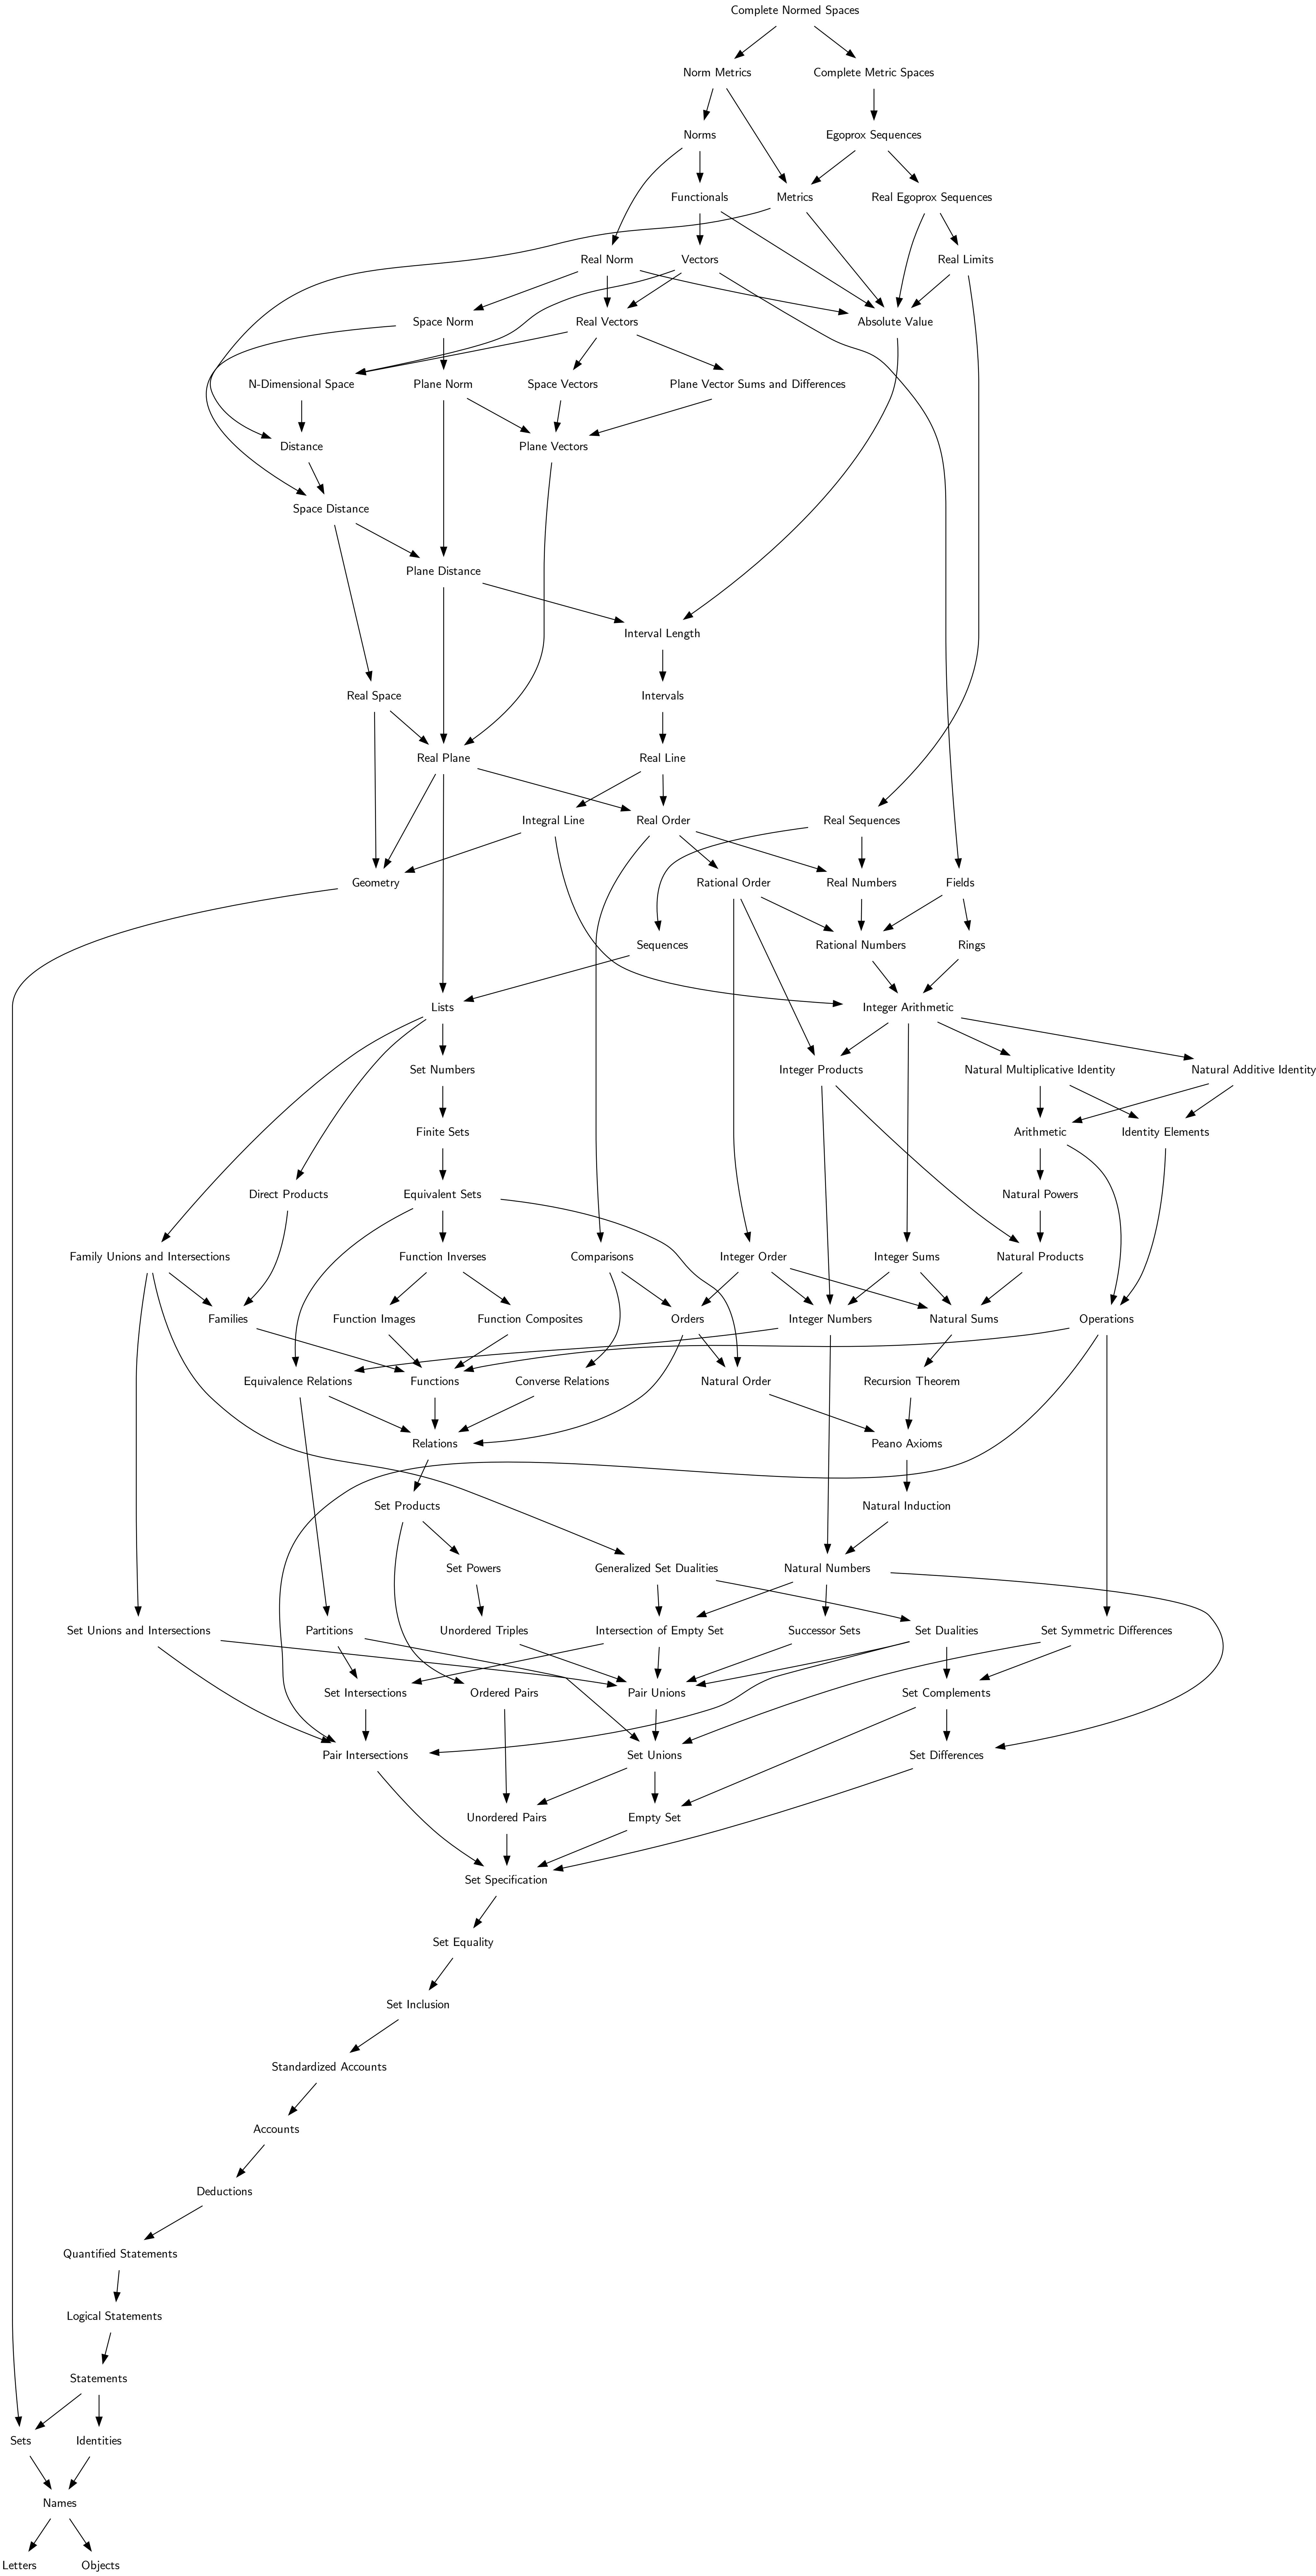 Complete Normed Spaces
Norm Metrics
Complete Metric Spaces
Norms
Egoprox Sequences
Functionals
Metrics
Real Egoprox Sequences
Real Norm
Vectors
Real Limits
Space Norm
Real Vectors
Absolute Value
N-Dimensional Space
Plane Norm
Space Vectors
Plane Vector Sums and Differences
Distance
Plane Vectors
Space Distance
Plane Distance
Interval Length
Real Space
Intervals
Real Plane
Real Line
Integral Line
Real Order
Real Sequences
Geometry
Rational Order
Real Numbers
Fields
Sequences
Rational Numbers
Rings
Lists
Integer Arithmetic
Set Numbers
Integer Products
Natural Multiplicative Identity
Natural Additive Identity
Finite Sets
Arithmetic
Identity Elements
Direct Products
Equivalent Sets
Natural Powers
Family Unions and Intersections
Function Inverses
Comparisons
Integer Order
Integer Sums
Natural Products
Families
Function Images
Function Composites
Orders
Integer Numbers
Natural Sums
Operations
Equivalence Relations
Functions
Converse Relations
Natural Order
Recursion Theorem
Relations
Peano Axioms
Set Products
Natural Induction
Set Powers
Generalized Set Dualities
Natural Numbers
Set Unions and Intersections
Partitions
Unordered Triples
Intersection of Empty Set
Successor Sets
Set Dualities
Set Symmetric Differences
Set Intersections
Ordered Pairs
Pair Unions
Set Complements
Pair Intersections
Set Unions
Set Differences
Unordered Pairs
Empty Set
Set Specification
Set Equality
Set Inclusion
Standardized Accounts
Accounts
Deductions
Quantified Statements
Logical Statements
Statements
Sets
Identities
Names
Letters
Objects